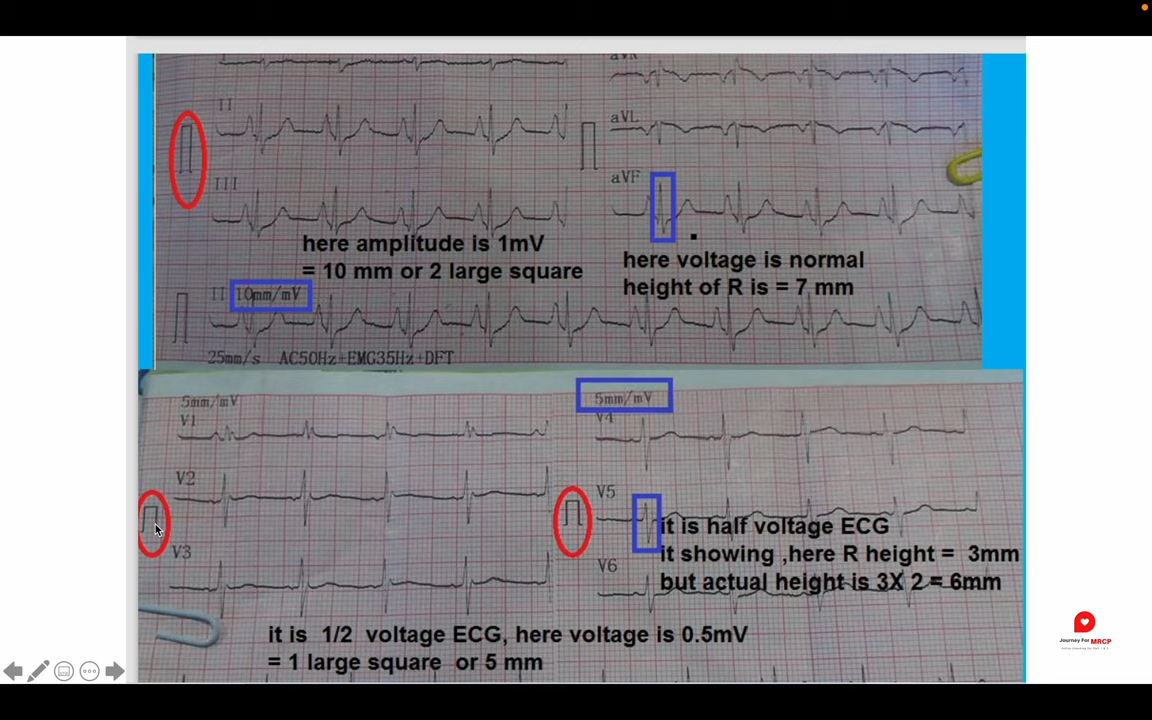 aVR
II
aVL
III
aVF
here amplitude is 1mV
= 10 mm or 2 large square
here voltage is normal
height of R is = 7 mm
II 10mm/mV
25mm/s AC50Hz+EMG35Hz+DFT
5mm/mV
V1
5mm/mV
V4
V2
V5
it is half voltage ECG
it showing ,here R height = 3mm
but actual height is 3X 2 = 6mm
V3
V6
it is 1/2 voltage ECG, here voltage is 0.5mV
= 1 large square or 5 mm
Journey For MRCP